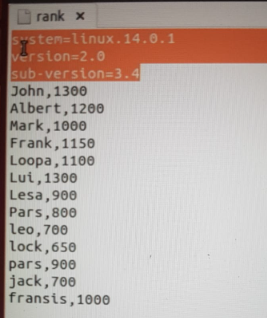 rank
system=linux.14.0.1
version=2.0
sub-version=3.4
John,1300
Albert,1200
Mark,1000
Frank,1150
Loopa,1100
Lui,1300
Lesa,900
Pars,800
leo,700
lock,650
pars,900
jack,700
fransis,1000